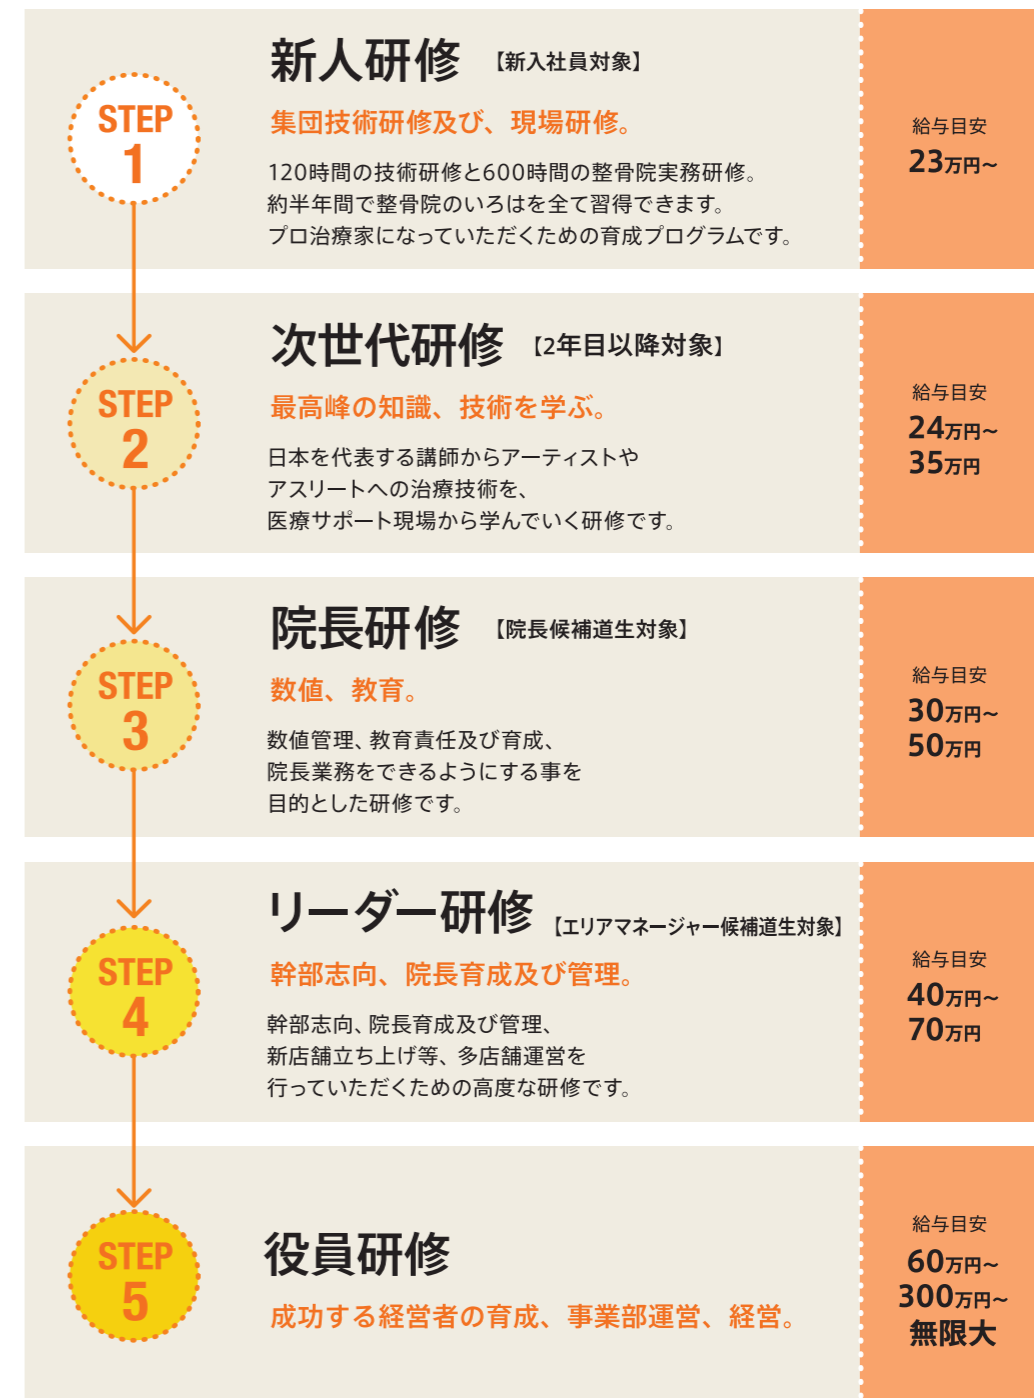 STEP
1
新人研修 【新入社員対象】
集団技術研修及び、現場研修。
120時間の技術研修と600時間の整骨院実務研修。
約半年間で整骨院のいろはを全て習得できます。
プロ治療家になっていただくための育成プログラムです。
給与目安
23万円~
STEP
2
次世代研修 【2年目以降対象】
最高峰の知識、技術を学ぶ。
日本を代表する講師からアーティストや
アスリートへの治療技術を、
医療サポート現場から学んでいく研修です。
給与目安
24万円~
35万円
STEP
3
院長研修 【院長候補道生対象】
数値、教育。
数値管理、教育責任及び育成、
院長業務をできるようにする事を
目的とした研修です。
給与目安
30万円~
50万円
STEP
4
リーダー研修 【エリアマネージャー候補道生対象】
幹部志向、院長育成及び管理。
幹部志向、院長育成及び管理、
新店舗立ち上げ等、多店舗運営を
行っていただくための高度な研修です。
給与目安
40万円~
70万円
STEP
5
役員研修
成功する経営者の育成、事業部運営、経営。
給与目安
60万円~
300万円~
無限大